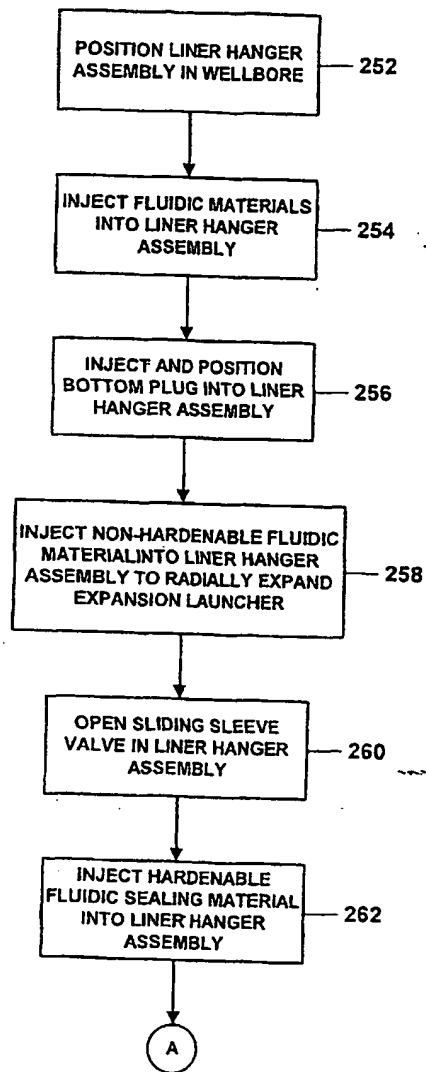 POSITION LINER HANGER
ASSEMBLY IN WELLBORE
252
INJECT FLUIDIC MATERIALS
INTO LINER HANGER
ASSEMBLY
254
INJECT AND POSITION
BOTTOM PLUG INTO LINER
HANGER ASSEMBLY
256
INJECT NON-HARDENABLE FLUIDIC
MATERIALINTO LINER HANGER
ASSEMBLY TO RADIALLY EXPAND
EXPANSION LAUNCHER
258
OPEN SLIDING SLEEVE
VALVE IN LINER HANGER
ASSEMBLY
260
INJECT HARDENABLE
FLUIDIC SEALING MATERIAL
INTO LINER HANGER
ASSEMBLY
262
A